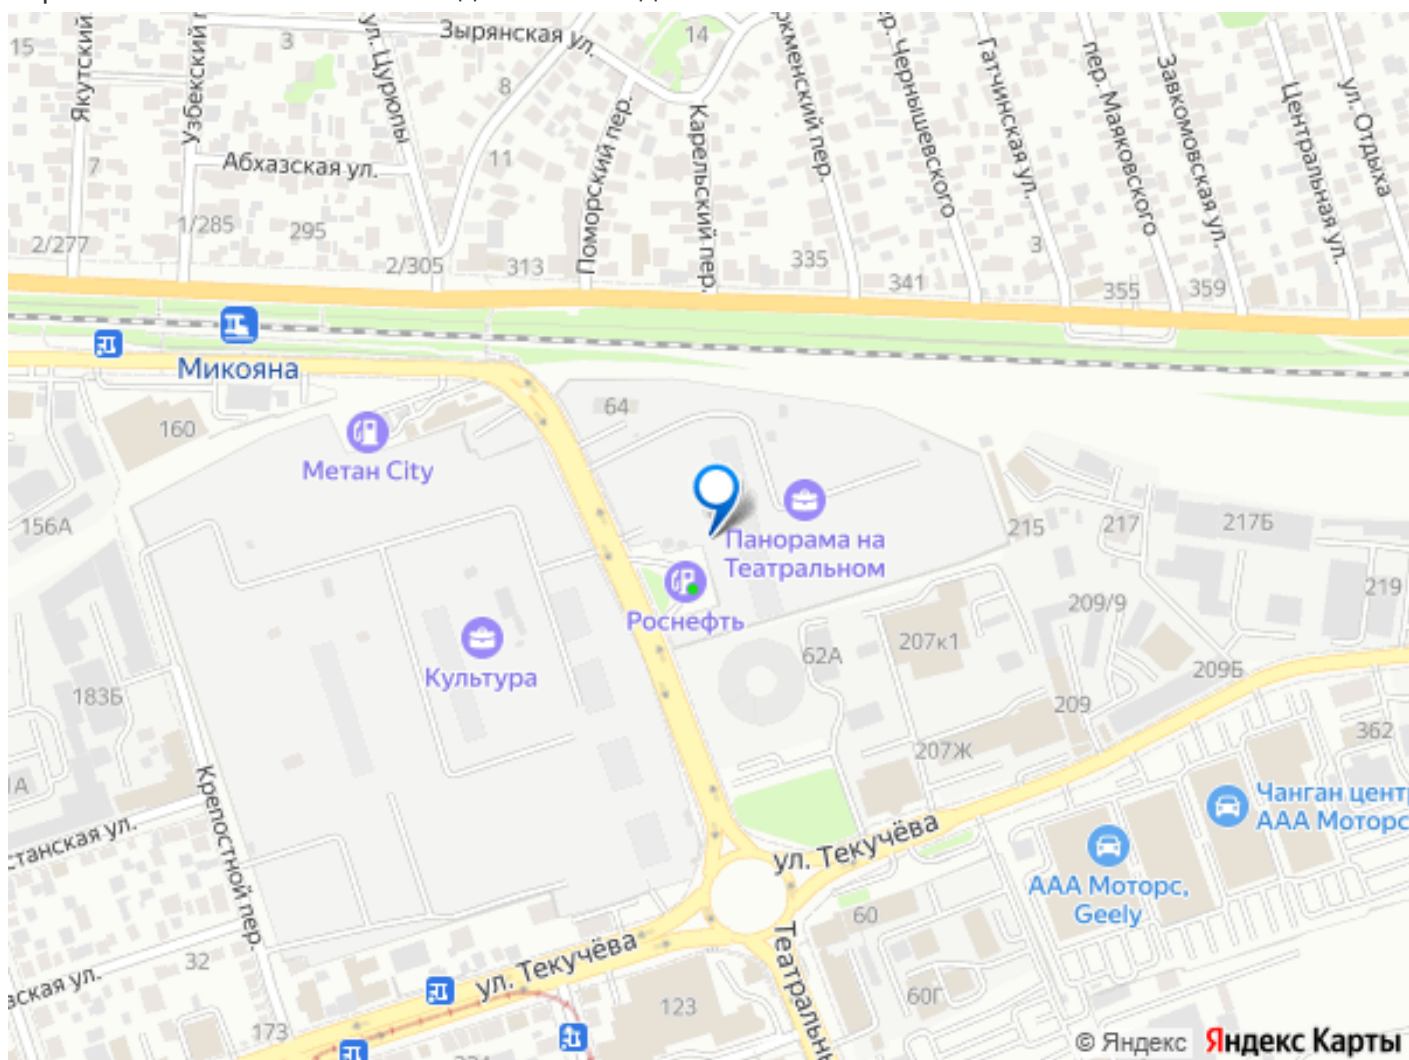 Зырянская ул.
14
3
15
Якутский
Узбекский
ул. Цурюпы
8
Поморский пер.
Карельский пер.
пер. Маяковского
Гатчинская ул.
Завкомовская ул.
Центральная ул.
ул. Отдыха
Чернышевского
7
Абхазская ул.
11
1/285
295
2/277
2/305
313
335
341
3
355
359
Микояна
64
160
Метан City
156А
215
217
217Б
Панорама на
Театральном
219
Роснефть
209/9
62А
207к1
209Б
Культура
183Б
209
362
207Ж
Чанган
ААА Моторс
Крепостной пер.
ул. Текучёва
ААА Моторс,
Geely
60
32
ул. Текучёва
60Г
123
173
© Яндекс Яндекс Карты